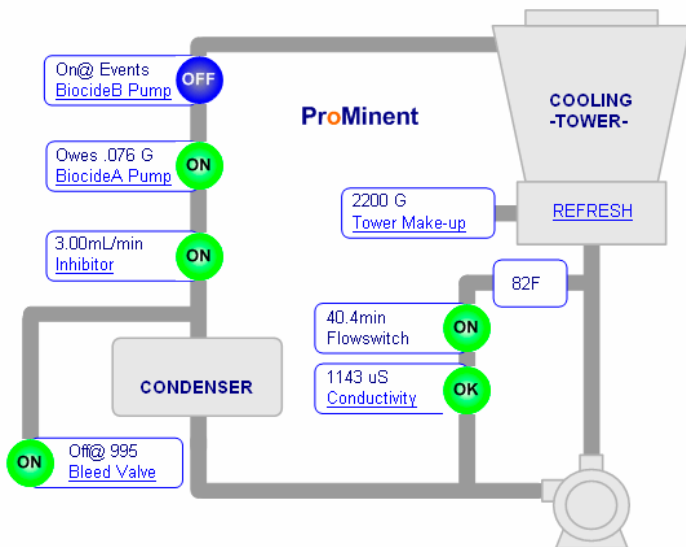 On@ Events
BiocideB Pump
OFF
ProMinent
COOLING
-TOWER-
Owes .076 G
BiocideA Pump
ON
2200 G
Tower Make-up
REFRESH
3.00mL/min
Inhibitor
ON
82F
40.4min
Flowswitch
ON
CONDENSER
1143 uS
Conductivity
OK
ON
Off@ 995
Bleed Valve